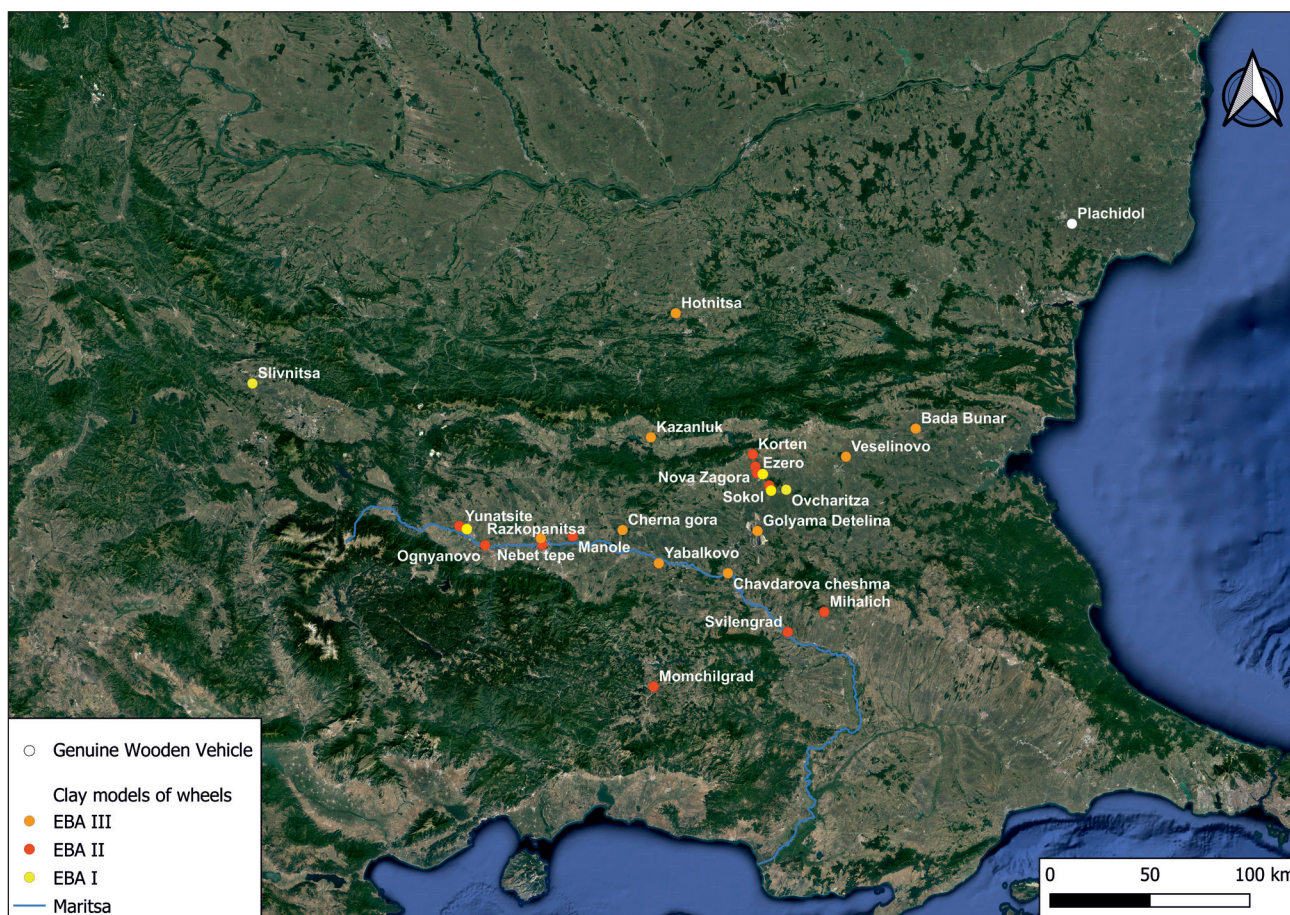 Plachidol
Hotnitsa
Slivnitsa
Bada Bunar
Kazanluk
Korten
Veselinovo
Ezero
Nova Zagora
Sokol
Ovcharitza
Yunatsite
Razkopanitsa
Cherna gora
Golyama Detelina
Ognyanovo
Nebet tepe
Manole
Yabalkovo
Chavdarova cheshma
Mihalich
Svilengrad
Momchilgrad
Genuine Wooden Vehicle
Clay models of wheels
EBA III
EBA II
EBA I
Maritsa
0 50 100 km